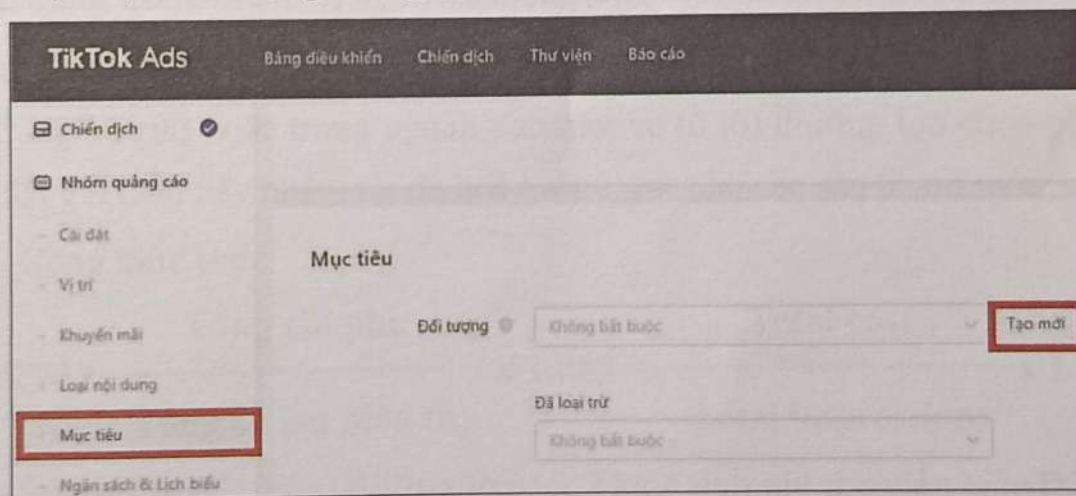 TikTok Ads Bảng điều khiển Chiến dịch Thư viện Báo cáo
Chiến dịch
Nhóm quảng cáo
Cài đặt
Vị trí
Khuyến mãi
Loại nội dung
Mục tiêu
Ngân sách & Lịch biểu
Mục tiêu
Đối tượng Không bắt buộc Tạo mới
Đã loại trừ
Không bắt buộc